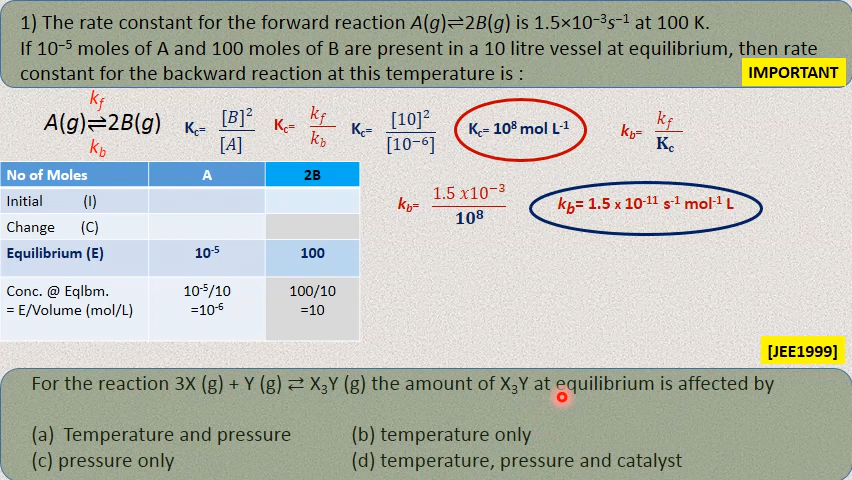 1) The rate constant for the forward reaction A(g)⇌2B(g) is 1.5×10⁻³s⁻¹ at 100 K.
If 10⁻⁵ moles of A and 100 moles of B are present in a 10 litre vessel at equilibrium, then rate
constant for the backward reaction at this temperature is :
IMPORTANT
k_f
A(g)⇌2B(g)
k_b
K_c= [B]²/[A]
K_c= k_f/k_b
K_c= [10]²/[10⁻⁶]
K_c= 10⁸ mol L⁻¹
k_b= k_f/K_c
No of Moles A 2B
Initial (I)
Change (C)
Equilibrium (E) 10⁻⁵ 100
Conc. @ Eqlbm. 10⁻⁵/10 100/10
= E/Volume (mol/L) =10⁻⁶ =10
k_b= 1.5 x10⁻³/10⁸
k_b= 1.5 x 10⁻¹¹ s⁻¹ mol⁻¹ L
[JEE1999]
For the reaction 3X (g) + Y (g) ⇄ X₃Y (g) the amount of X₃Y at equilibrium is affected by
(a) Temperature and pressure (b) temperature only
(c) pressure only (d) temperature, pressure and catalyst